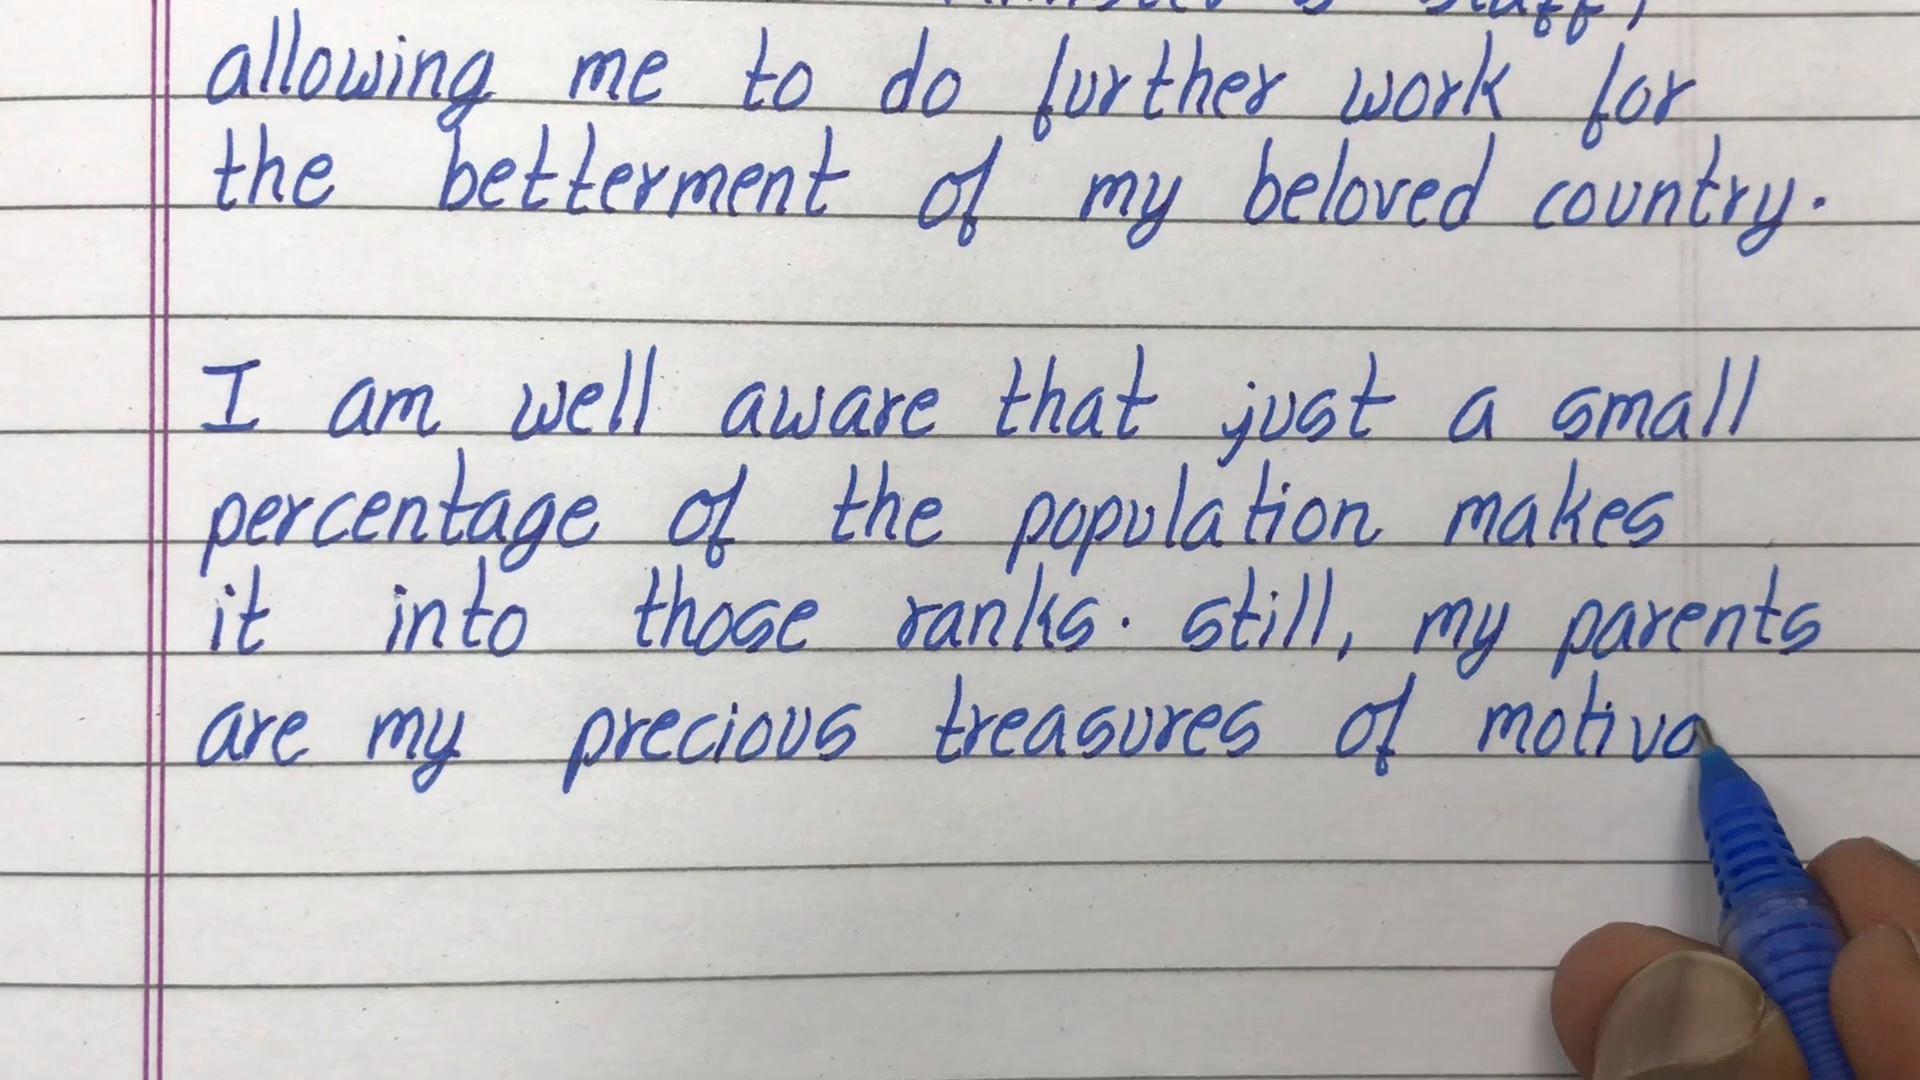 staff,
allowing me to do further work for
the betterment of my beloved country.
I am well aware that just a small
percentage of the population makes
it into those ranks. still, my parents
are my precious treasures of motiva